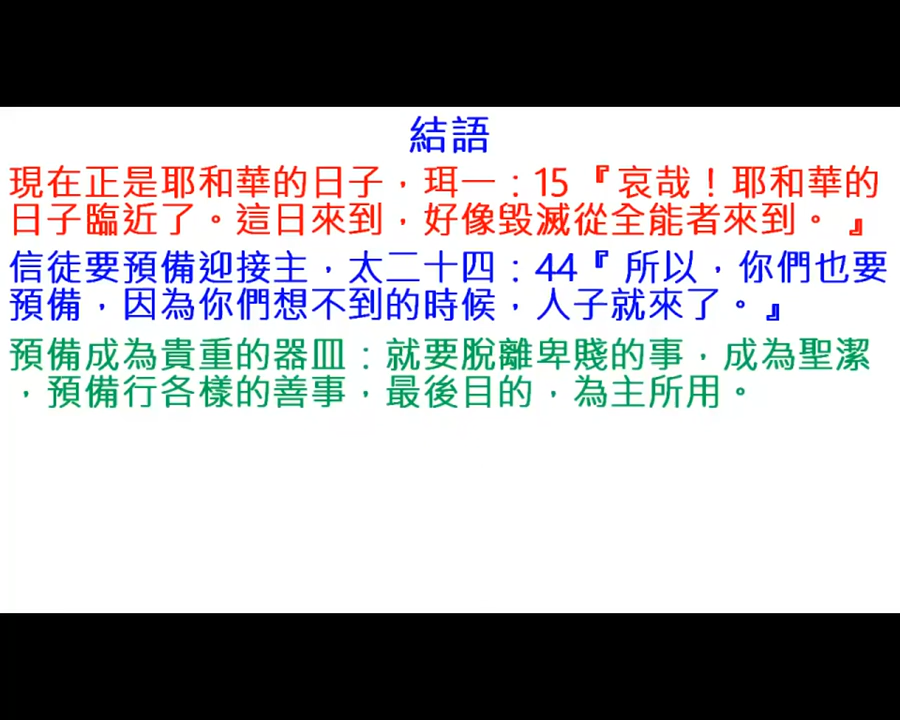 結語
現在正是耶和華的日子，珥一：15『哀哉！耶和華的
日子臨近了。這日來到，好像毀滅從全能者來到。』
信徒要預備迎接主，太二十四：44『 所以，你們也要
預備，因為你們想不到的時候，人子就來了。』
預備成為貴重的器皿：就要脫離卑賤的事，成為聖潔
，預備行各樣的善事，最後目的，為主所用。